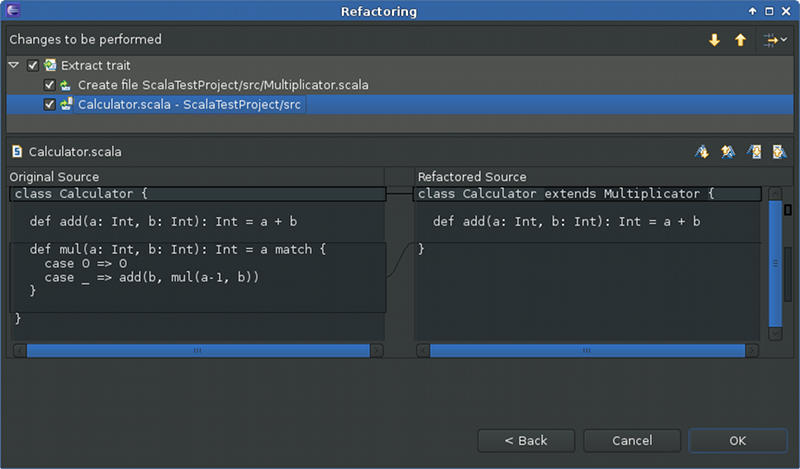 Refactoring
Changes to be performed
Extract trait
Create file ScalaTestProject/src/Multiplicator.scala
Calculator.scala - ScalaTestProject/src
Calculator.scala
Original Source
class Calculator {
def add(a: Int, b: Int): Int = a + b
def mul(a: Int, b: Int): Int = a match {
case 0 => 0
case _ => add(b, mul(a-1, b))
}
}
Refactored Source
class Calculator extends Multiplicator {
def add(a: Int, b: Int): Int = a + b
}
< Back
Cancel
OK